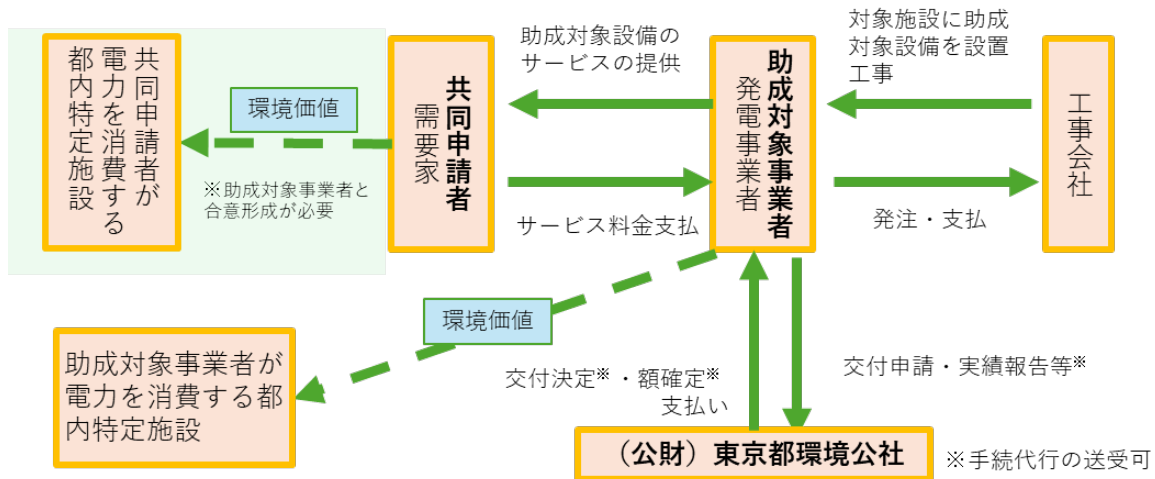 共同申請者が
電力を消費する
都内特定施設
環境価値
※助成対象事業者と
合意形成が必要
共同申請者
需要家
助成対象設備の
サービスの提供
サービス料金支払
助成対象事業者
発電事業者
対象施設に助成
対象設備を設置
工事
発注・支払
工事会社
環境価値
助成対象事業者が
電力を消費する都
内特定施設
交付決定※・額確定※
支払い
交付申請・実績報告等※
（公財）東京都環境公社
※手続代行の送受可